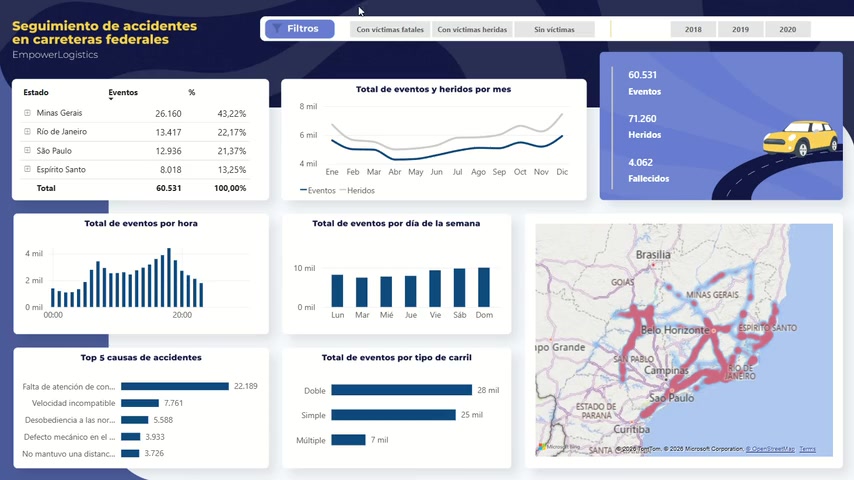 Seguimiento de accidentes
en carreteras federales
EmpowerLogistics
Filtros
Con víctimas fatales
Con víctimas heridas
Sin víctimas
2018
2019
2020
Estado Eventos %
Minas Gerais 26.160 43,22%
Río de Janeiro 13.417 22,17%
São Paulo 12.936 21,37%
Espírito Santo 8.018 13,25%
Total 60.531 100,00%
Total de eventos y heridos por mes
8 mil
6 mil
4 mil
Ene Feb Mar Abr May Jun Jul Ago Sep Oct Nov Dic
Eventos Heridos
60.531
Eventos
71.260
Heridos
4.062
Fallecidos
Total de eventos por hora
4 mil
2 mil
0 mil
00:00 20:00
Total de eventos por día de la semana
10 mil
0 mil
Lun Mar Mié Jue Vie Sáb Dom
Top 5 causas de accidentes
Falta de atención de con... 22.189
Velocidad incompatible 7.761
Desobediencia a las nor... 5.588
Defecto mecánico en el ... 3.933
No mantuvo una distanc... 3.726
Total de eventos por tipo de carril
Doble 28 mil
Simple 25 mil
Múltiple 7 mil
Brasilia
GOIÁS
MINAS GERAIS
Belo Horizonte
ESPÍRITO SANTO
mpo Grande
SAN PABLO
Campinas
RIO DE
JANEIRO
Sao Paulo
ESTADO DE
PARANÁ
Curitiba
SANTA CA
Microsoft Bing
© 2026 TomTom, © 2026 Microsoft Corporation, © OpenStreetMap Terms